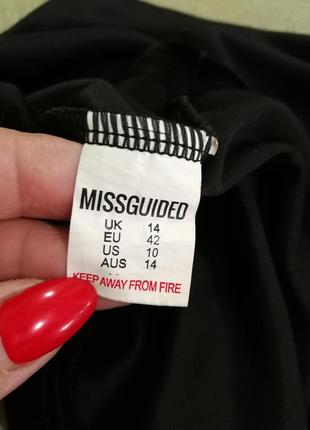 MISSGUIDED
UK 14
EU 42
US 10
AUS 14
KEEP AWAY FROM FIRE